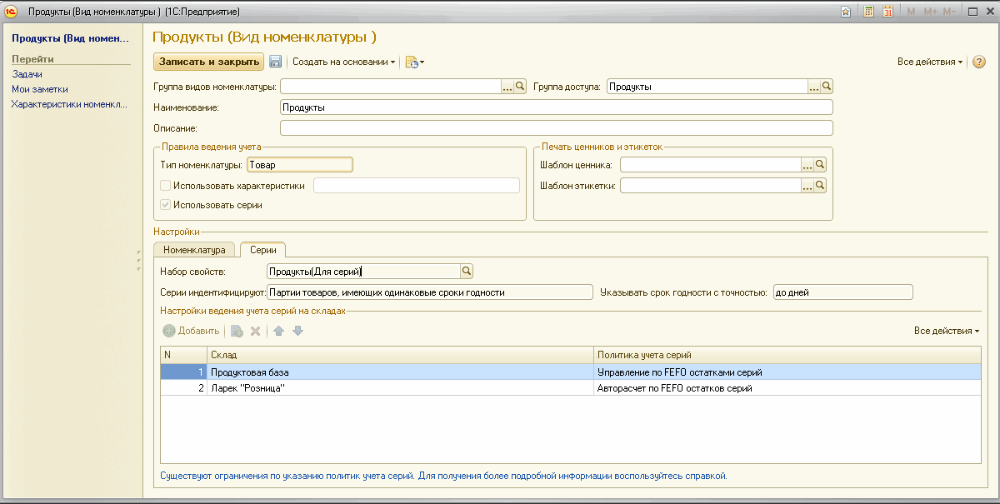 Продукты (Вид номенклатуры ) (1С:Предприятие)
M M+ M-
Продукты (Вид номен...
Перейти
Задачи
Мои заметки
Характеристики номенкл...
Продукты (Вид номенклатуры )
Записать и закрыть Создать на основании Все действия
Группа видов номенклатуры: Группа доступа: Продукты
Наименование: Продукты
Описание:
Правила ведения учета Печать ценников и этикеток
Тип номенклатуры: Товар Шаблон ценника:
Использовать характеристики Шаблон этикетки:
Использовать серии
Настройки
Номенклатура Серии
Набор свойств: Продукты(Для серий)
Серии индентифицируют: Партии товаров, имеющих одинаковые сроки годности Указывать срок годности с точностью: до дней
Настройки ведения учета серий на складах
Добавить Все действия
N Склад Политика учета серий
1 Продуктовая база Управление по FEFO остатками серий
2 Ларек "Розница" Авторасчет по FEFO остатков серий
Существуют ограничения по указанию политик учета серий. Для получения более подробной информации воспользуйтесь справкой.